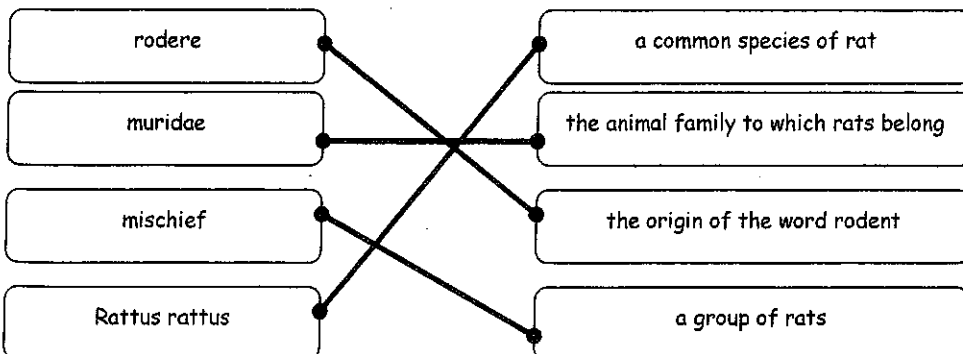 rodere
a common species of rat
muridae
the animal family to which rats belong
mischief
the origin of the word rodent
Rattus rattus
a group of rats